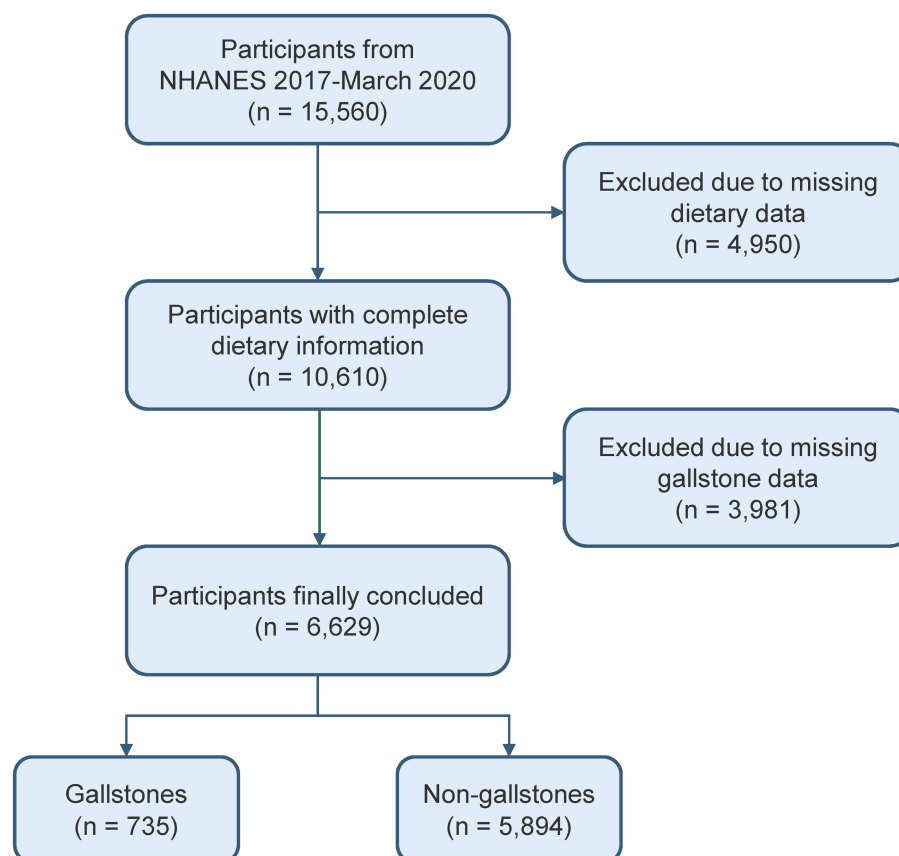 Participants from
NHANES 2017-March 2020
(n = 15,560)
Excluded due to missing
dietary data
(n = 4,950)
Participants with complete
dietary information
(n = 10,610)
Excluded due to missing
gallstone data
(n = 3,981)
Participants finally concluded
(n = 6,629)
Gallstones
(n = 735)
Non-gallstones
(n = 5,894)